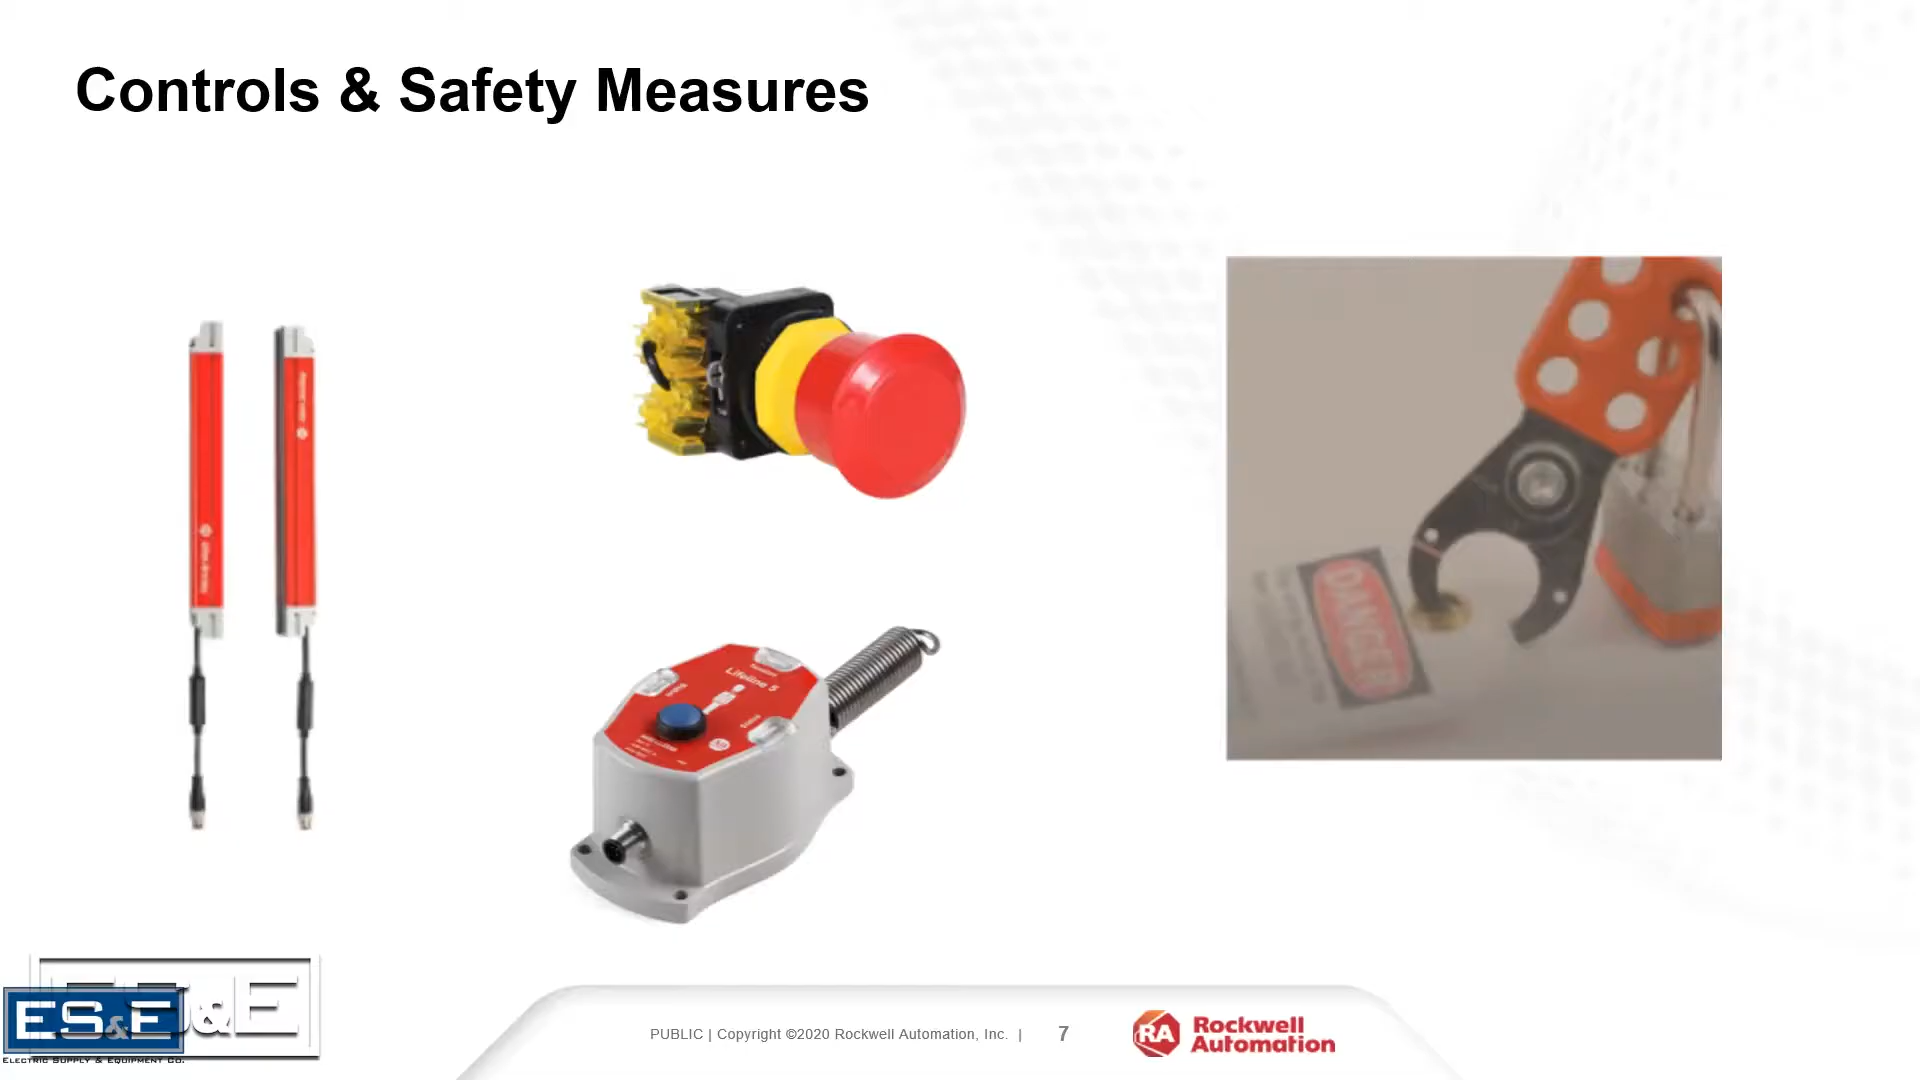 Controls & Safety Measures
Lifeline 5
DANGER
ES&E
ES&E
ELECTRIC SUPPLY & EQUIPMENT CO.
PUBLIC | Copyright ©2020 Rockwell Automation, Inc. | 7
RA
Rockwell
Automation